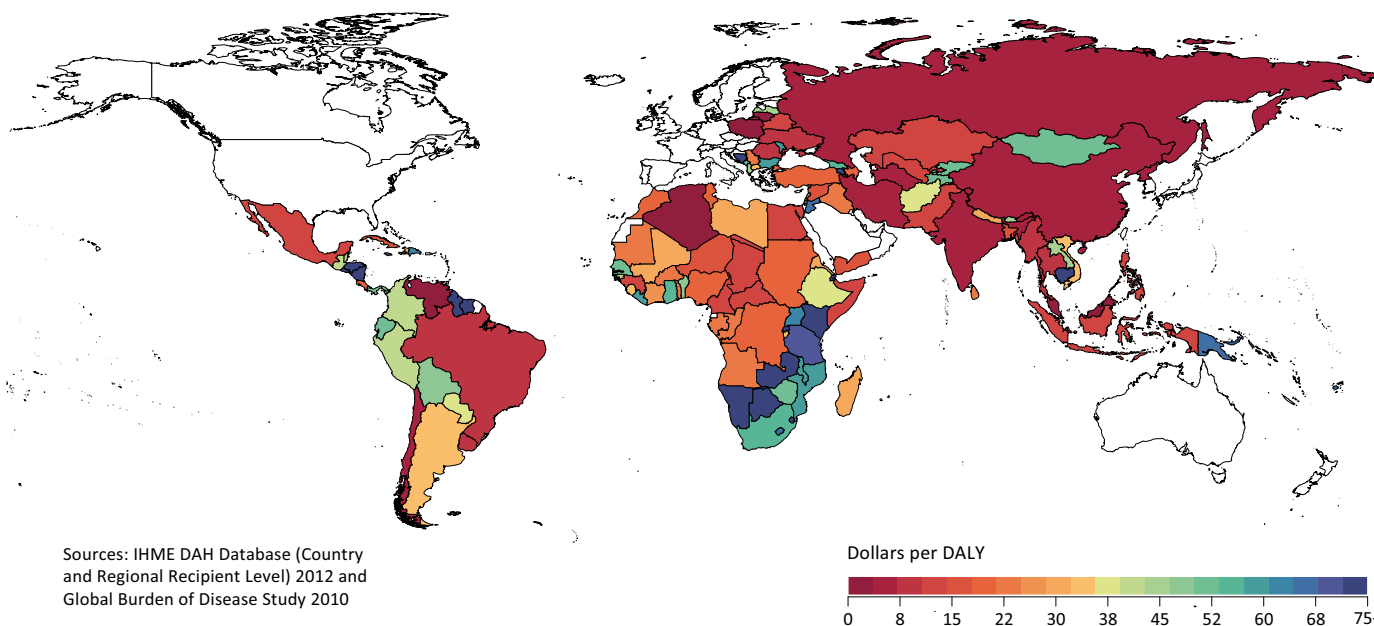 Sources: IHME DAH Database (Country
and Regional Recipient Level) 2012 and
Global Burden of Disease Study 2010
Dollars per DALY
0 8 15 22 30 38 45 52 60 68 75+